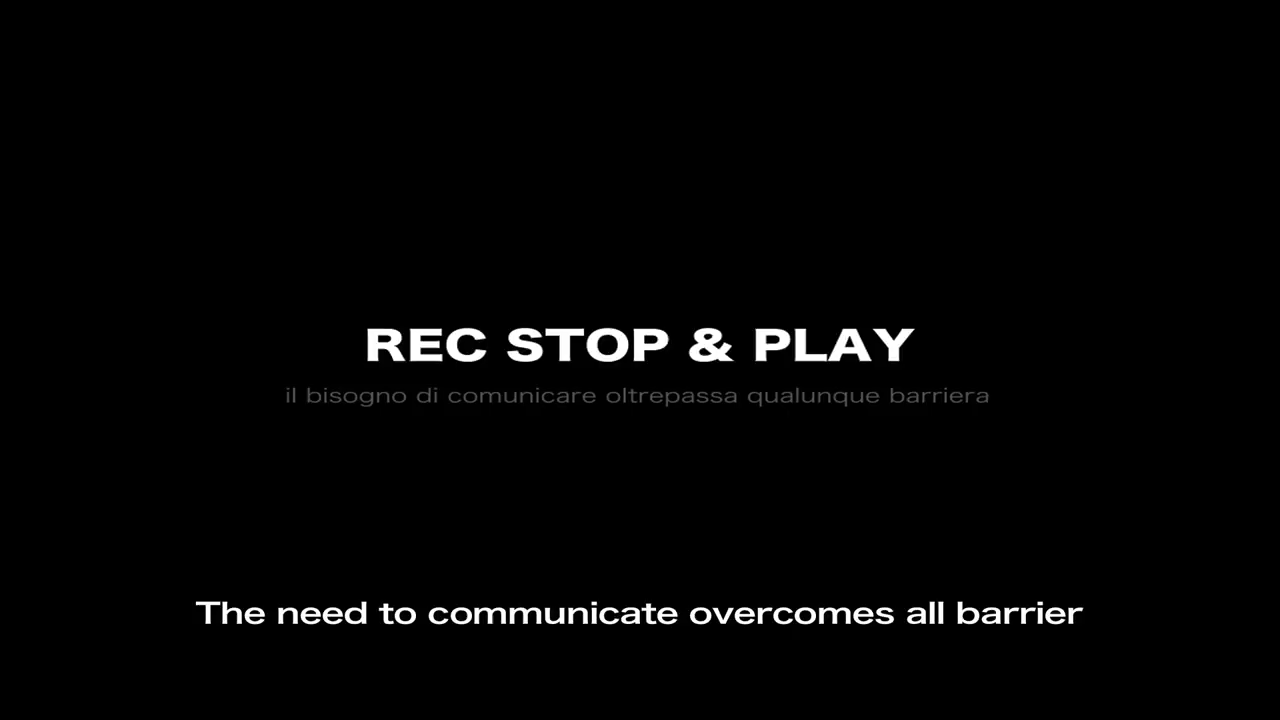 REC STOP & PLAY
il bisogno di comunicare oltrepassa qualunque barriera
The need to communicate overcomes all barrier